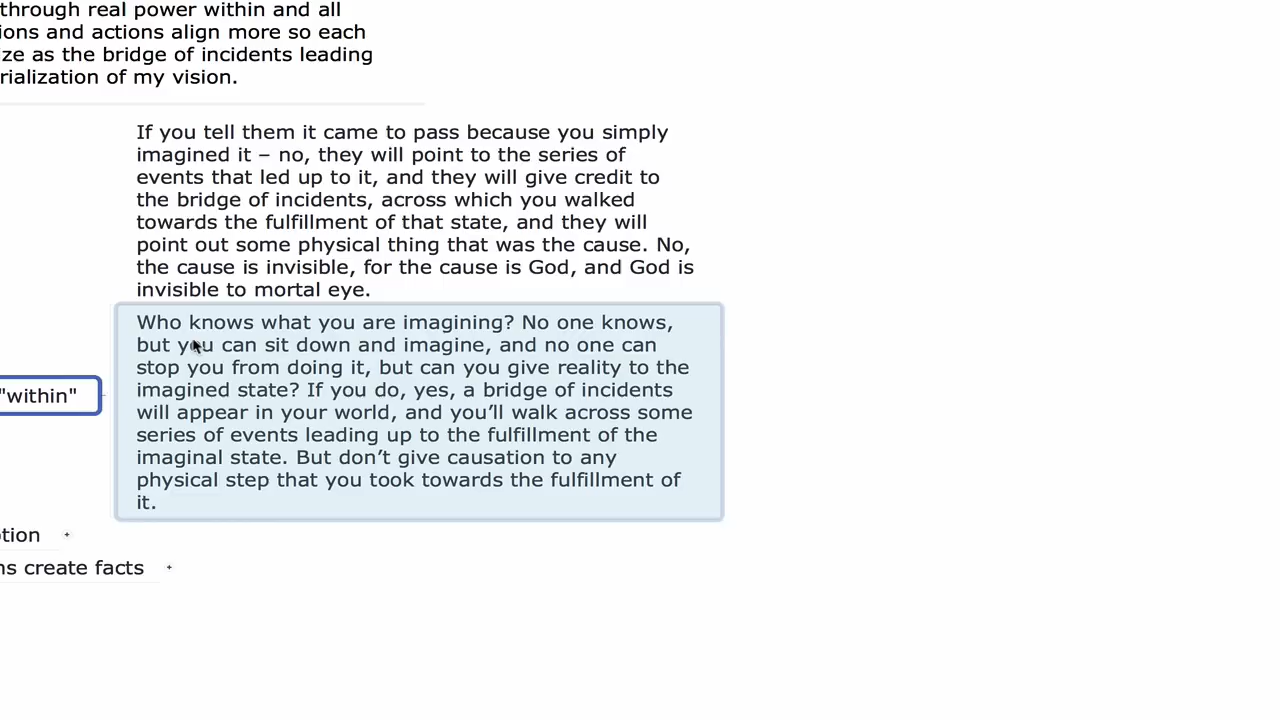 through real power within and all
ions and actions align more so each
ize as the bridge of incidents leading
rialization of my vision.
If you tell them it came to pass because you simply
imagined it – no, they will point to the series of
events that led up to it, and they will give credit to
the bridge of incidents, across which you walked
towards the fulfillment of that state, and they will
point out some physical thing that was the cause. No,
the cause is invisible, for the cause is God, and God is
invisible to mortal eye.
Who knows what you are imagining? No one knows,
but you can sit down and imagine, and no one can
stop you from doing it, but can you give reality to the
imagined state? If you do, yes, a bridge of incidents
will appear in your world, and you’ll walk across some
series of events leading up to the fulfillment of the
imaginal state. But don’t give causation to any
physical step that you took towards the fulfillment of
it.
"within"
tion
ns create facts